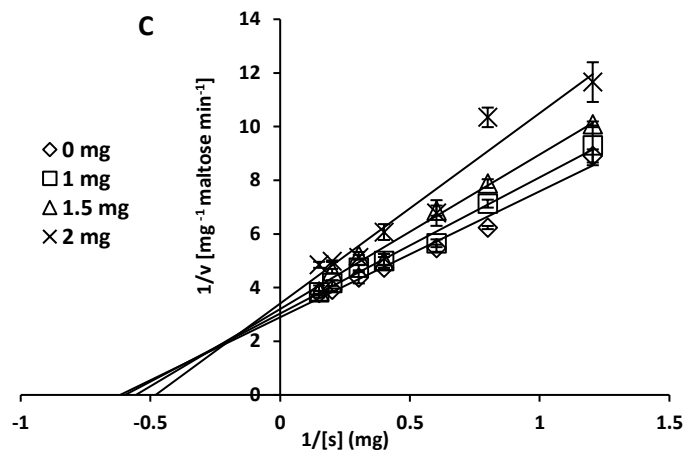 C
14
12
10
8
6
4
2
0
1/v [mg⁻¹ maltose min⁻¹]
0 mg
1 mg
1.5 mg
2 mg
-1 -0.5 0 0.5 1 1.5
1/[s] (mg)